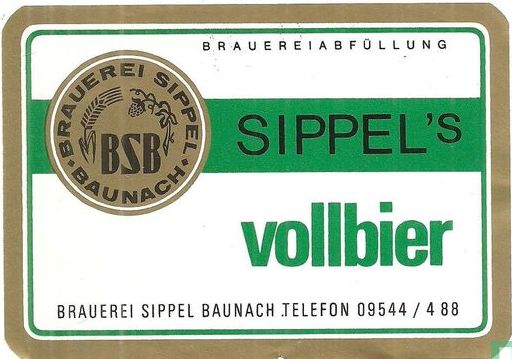 BRAUEREIABFÜLLUNG
BRAUEREI SIPPEL
BSB
· BAUNACH ·
SIPPEL's
vollbier
BRAUEREI SIPPEL BAUNACH TELEFON 09544 / 4 88